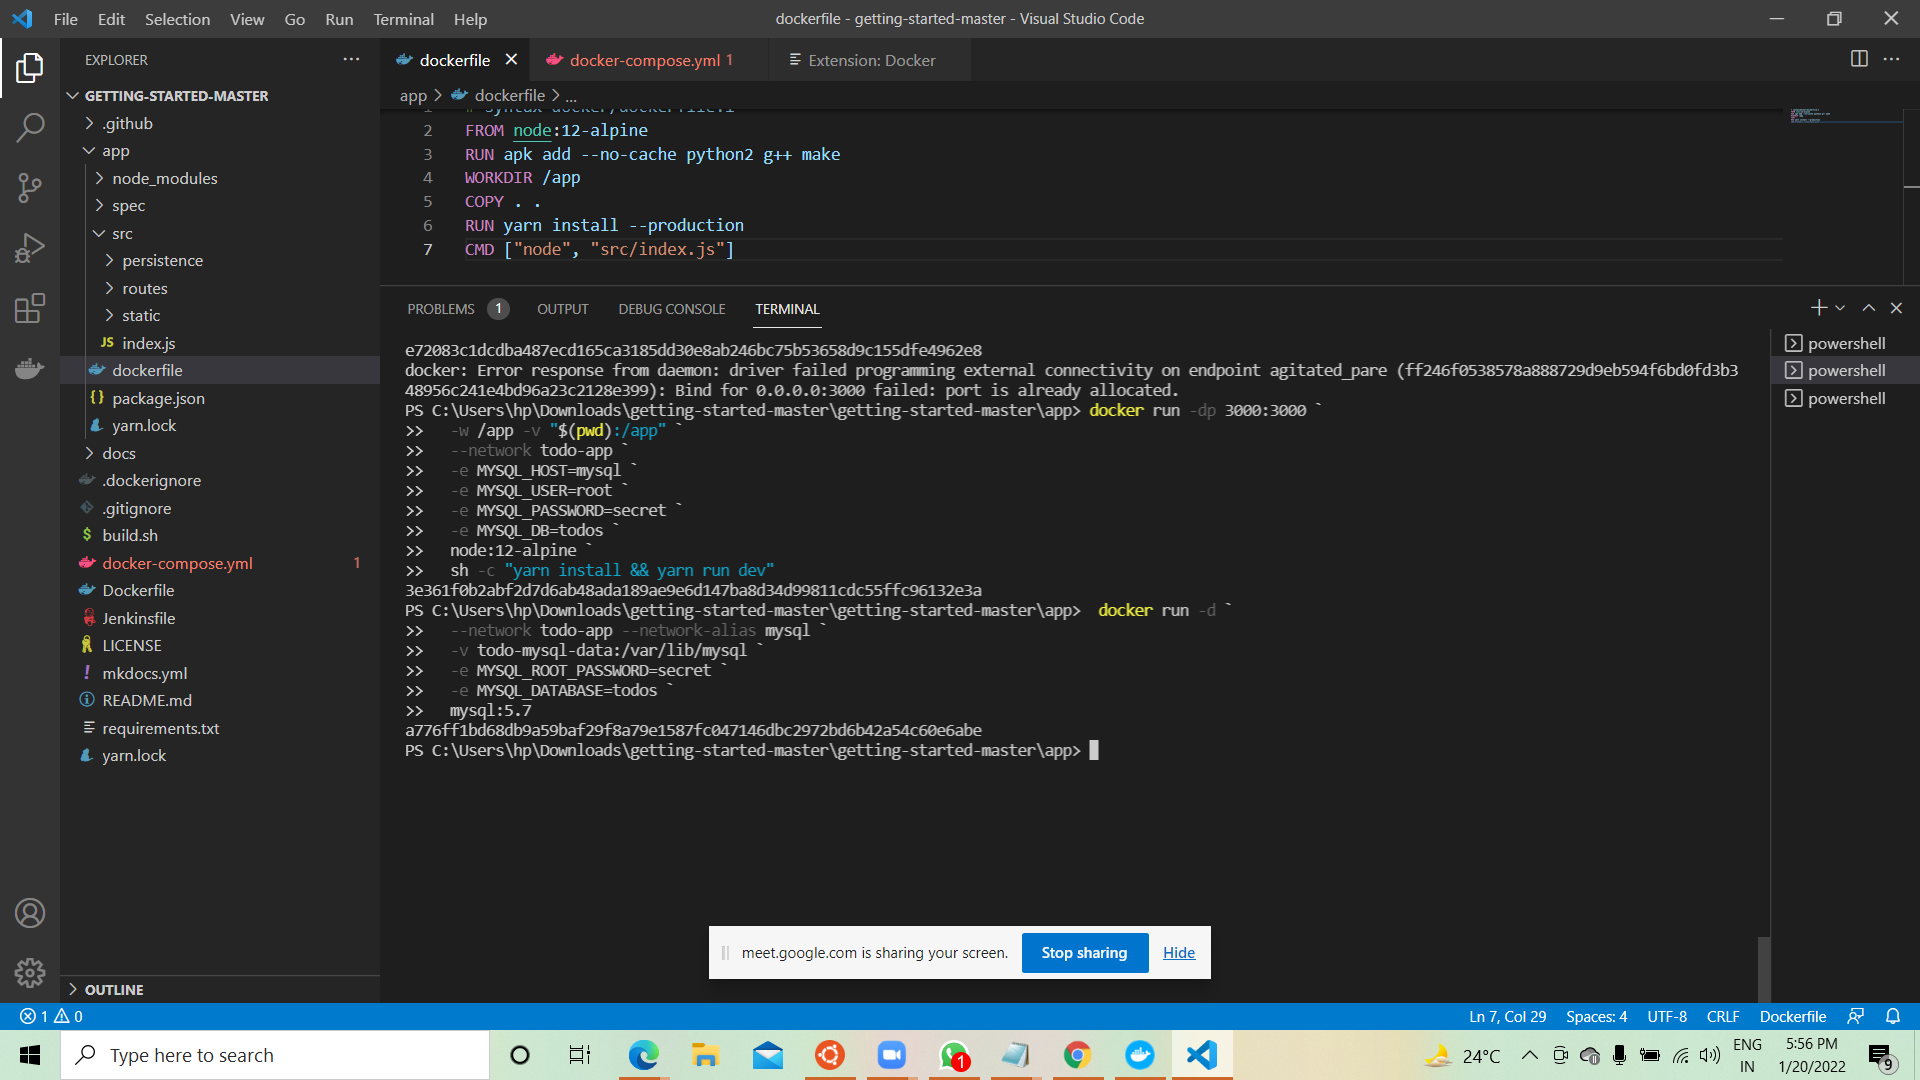 File Edit Selection View Go Run Terminal Help
dockerfile - getting-started-master - Visual Studio Code
EXPLORER
GETTING-STARTED-MASTER
.github
app
node_modules
spec
src
persistence
routes
static
JS index.js
dockerfile
{} package.json
yarn.lock
docs
.dockerignore
.gitignore
$ build.sh
docker-compose.yml 1
Dockerfile
Jenkinsfile
LICENSE
! mkdocs.yml
README.md
requirements.txt
yarn.lock
OUTLINE
dockerfile
docker-compose.yml 1
Extension: Docker
app > dockerfile > ...
2 FROM node:12-alpine
3 RUN apk add --no-cache python2 g++ make
4 WORKDIR /app
5 COPY . .
6 RUN yarn install --production
7 CMD ["node", "src/index.js"]
PROBLEMS 1 OUTPUT DEBUG CONSOLE TERMINAL
e72083c1dcdba487ecd165ca3185dd30e8ab246bc75b53658d9c155dfe4962e8
docker: Error response from daemon: driver failed programming external connectivity on endpoint agitated_pare (ff246f0538578a888729d9eb594f6bd0fd3b3
48956c241e4bd96a23c2128e399): Bind for 0.0.0.0:3000 failed: port is already allocated.
PS C:\Users\hp\Downloads\getting-started-master\getting-started-master\app> docker run -dp 3000:3000 `
>> -w /app -v "$(pwd):/app" `
>> --network todo-app `
>> -e MYSQL_HOST=mysql `
>> -e MYSQL_USER=root `
>> -e MYSQL_PASSWORD=secret `
>> -e MYSQL_DB=todos `
>> node:12-alpine `
>> sh -c "yarn install && yarn run dev"
3e361f0b2abf2d7d6ab48ada189ae9e6d147ba8d34d99811cdc55ffc96132e3a
PS C:\Users\hp\Downloads\getting-started-master\getting-started-master\app> docker run -d `
>> --network todo-app --network-alias mysql `
>> -v todo-mysql-data:/var/lib/mysql `
>> -e MYSQL_ROOT_PASSWORD=secret `
>> -e MYSQL_DATABASE=todos `
>> mysql:5.7
a776ff1bd68db9a59baf29f8a79e1587fc047146dbc2972bd6b42a54c60e6abe
PS C:\Users\hp\Downloads\getting-started-master\getting-started-master\app>
powershell
powershell
powershell
meet.google.com is sharing your screen. Stop sharing Hide
1 0
Ln 7, Col 29 Spaces: 4 UTF-8 CRLF Dockerfile
Type here to search
1
24°C
ENG
IN
5:56 PM
1/20/2022
9